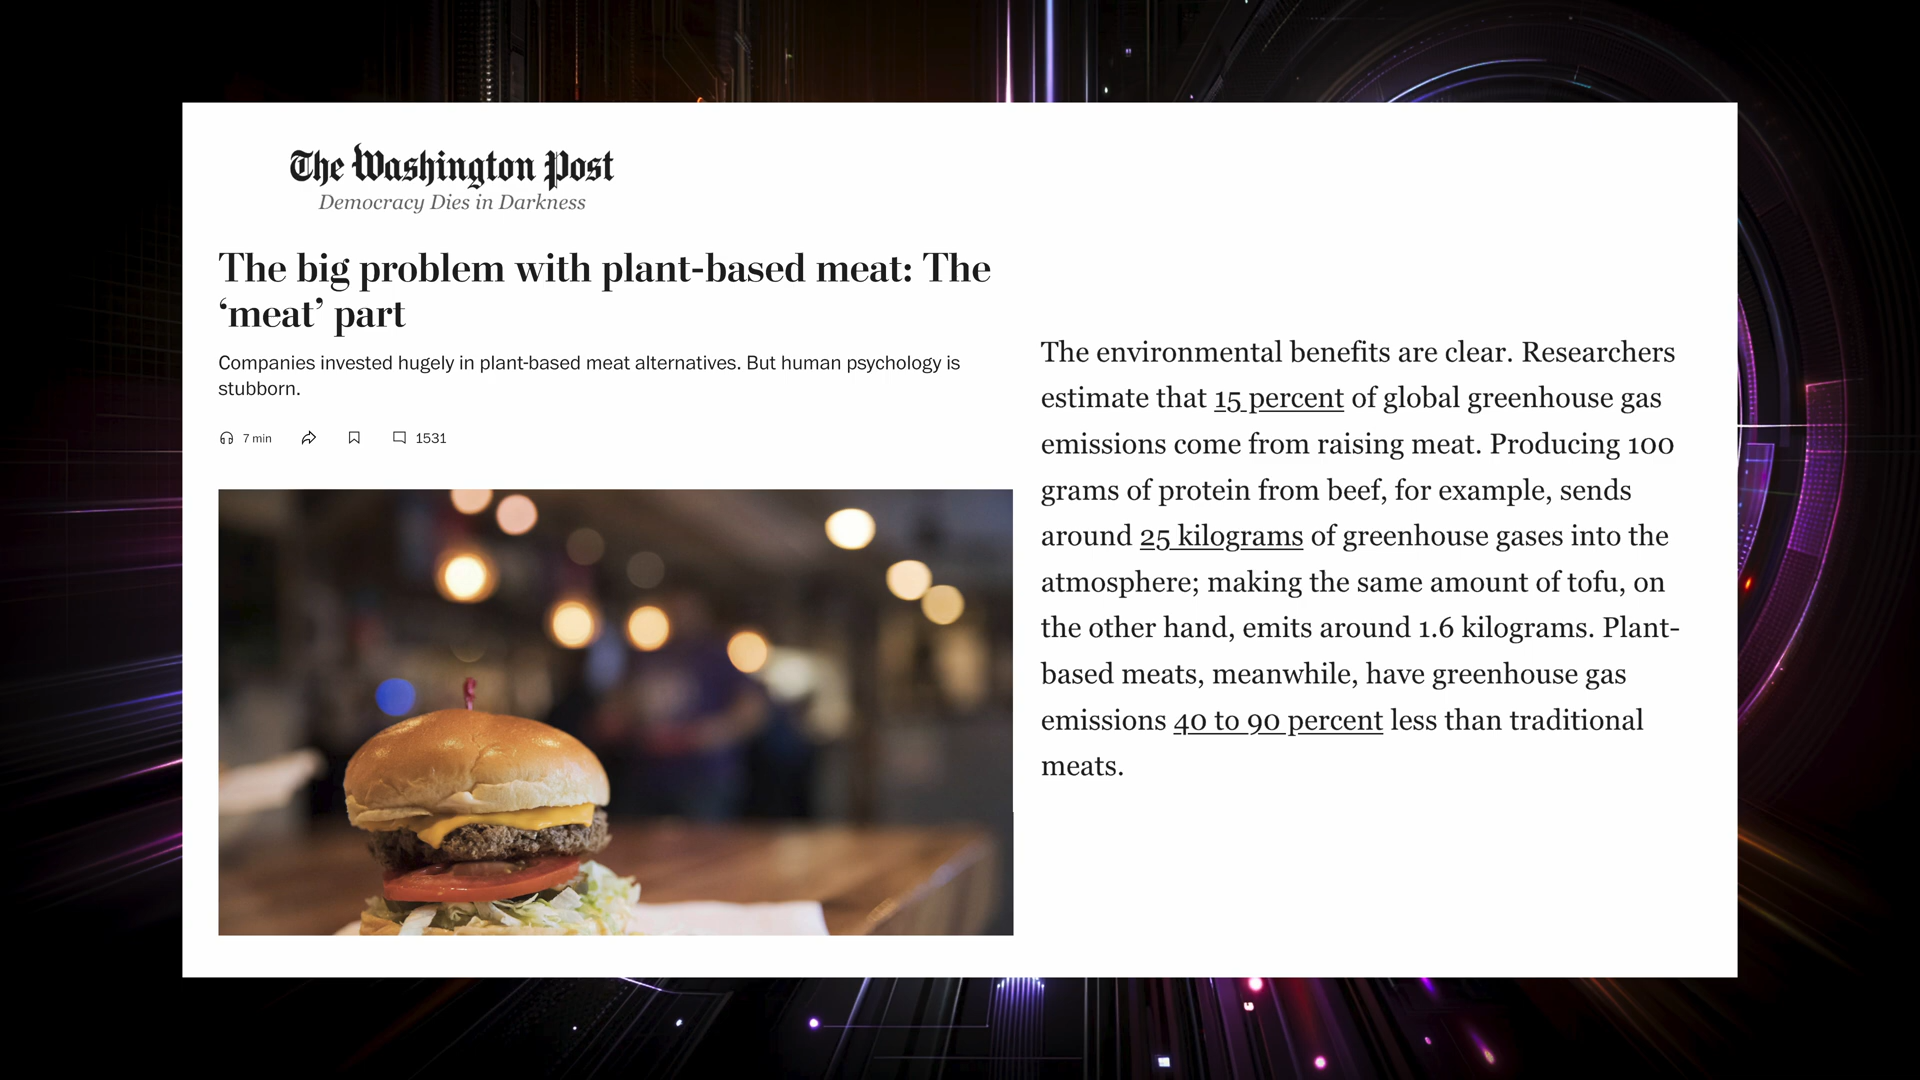 The Washington Post
Democracy Dies in Darkness
The big problem with plant-based meat: The
‘meat’ part
Companies invested hugely in plant-based meat alternatives. But human psychology is
stubborn.
7 min
1531
The environmental benefits are clear. Researchers
estimate that 15 percent of global greenhouse gas
emissions come from raising meat. Producing 100
grams of protein from beef, for example, sends
around 25 kilograms of greenhouse gases into the
atmosphere; making the same amount of tofu, on
the other hand, emits around 1.6 kilograms. Plant-
based meats, meanwhile, have greenhouse gas
emissions 40 to 90 percent less than traditional
meats.